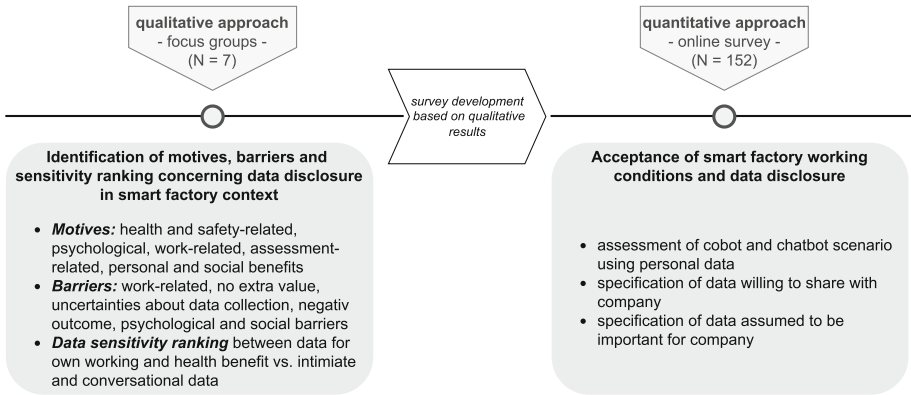 qualitative approach
- focus groups -
(N = 7)
quantitative approach
- online survey -
(N = 152)
survey development
based on qualitative
results
Identification of motives, barriers and
sensitivity ranking concerning data disclosure
in smart factory context
• Motives: health and safety-related,
psychological, work-related, assessment-
related, personal and social benefits
• Barriers: work-related, no extra value,
uncertainties about data collection, negativ
outcome, psychological and social barriers
• Data sensitivity ranking between data for
own working and health benefit vs. intimiate
and conversational data
Acceptance of smart factory working
conditions and data disclosure
• assessment of cobot and chatbot scenario
using personal data
• specification of data willing to share with
company
• specification of data assumed to be
important for company